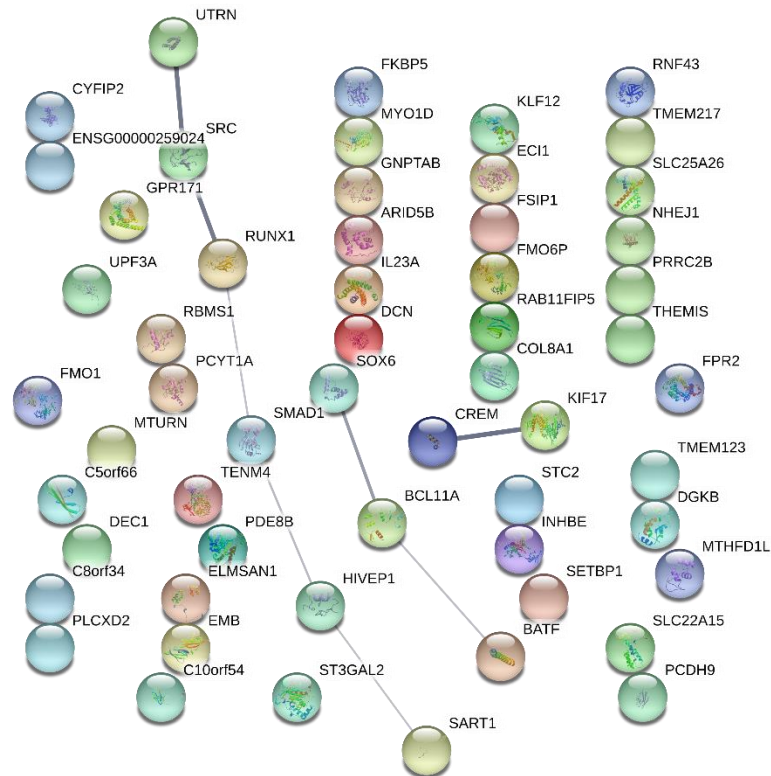 UTRN
FKBP5
RNF43
CYFIP2
MYO1D
KLF12
TMEM217
ENSG00000259024
SRC
GNPTAB
ECI1
SLC25A26
GPR171
ARID5B
FSIP1
NHEJ1
RUNX1
IL23A
FMO6P
PRRC2B
UPF3A
DCN
RAB11FIP5
THEMIS
RBMS1
SOX6
COL8A1
FMO1
PCYT1A
FPR2
MTURN
SMAD1
CREM
KIF17
C5orf66
TENM4
STC2
TMEM123
DEC1
PDE8B
BCL11A
INHBE
DGKB
C8orf34
ELMSAN1
HIVEP1
SETBP1
MTHFD1L
PLCXD2
EMB
BATF
SLC22A15
C10orf54
ST3GAL2
PCDH9
SART1